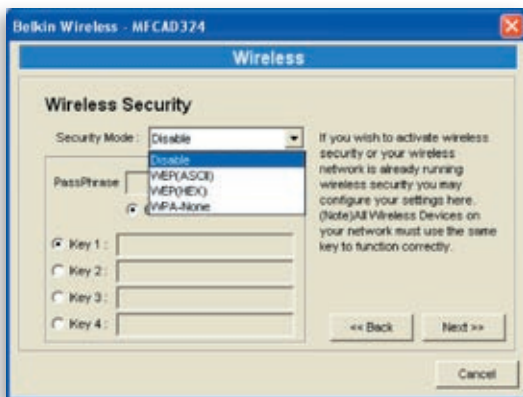 Belkin Wireless - MFCAD324
Wireless
Wireless Security
Security Mode : Disable
Disable
WEP(ASCII)
WEP(HEX)
WPA-None
PassPhrase
Key 1 :
Key 2 :
Key 3 :
Key 4 :
If you wish to activate wireless
security or your wireless
network is already running
wireless security you may
configure your settings here.
(Note)All Wireless Devices on
your network must use the same
key to function correctly.
<< Back
Next >>
Cancel